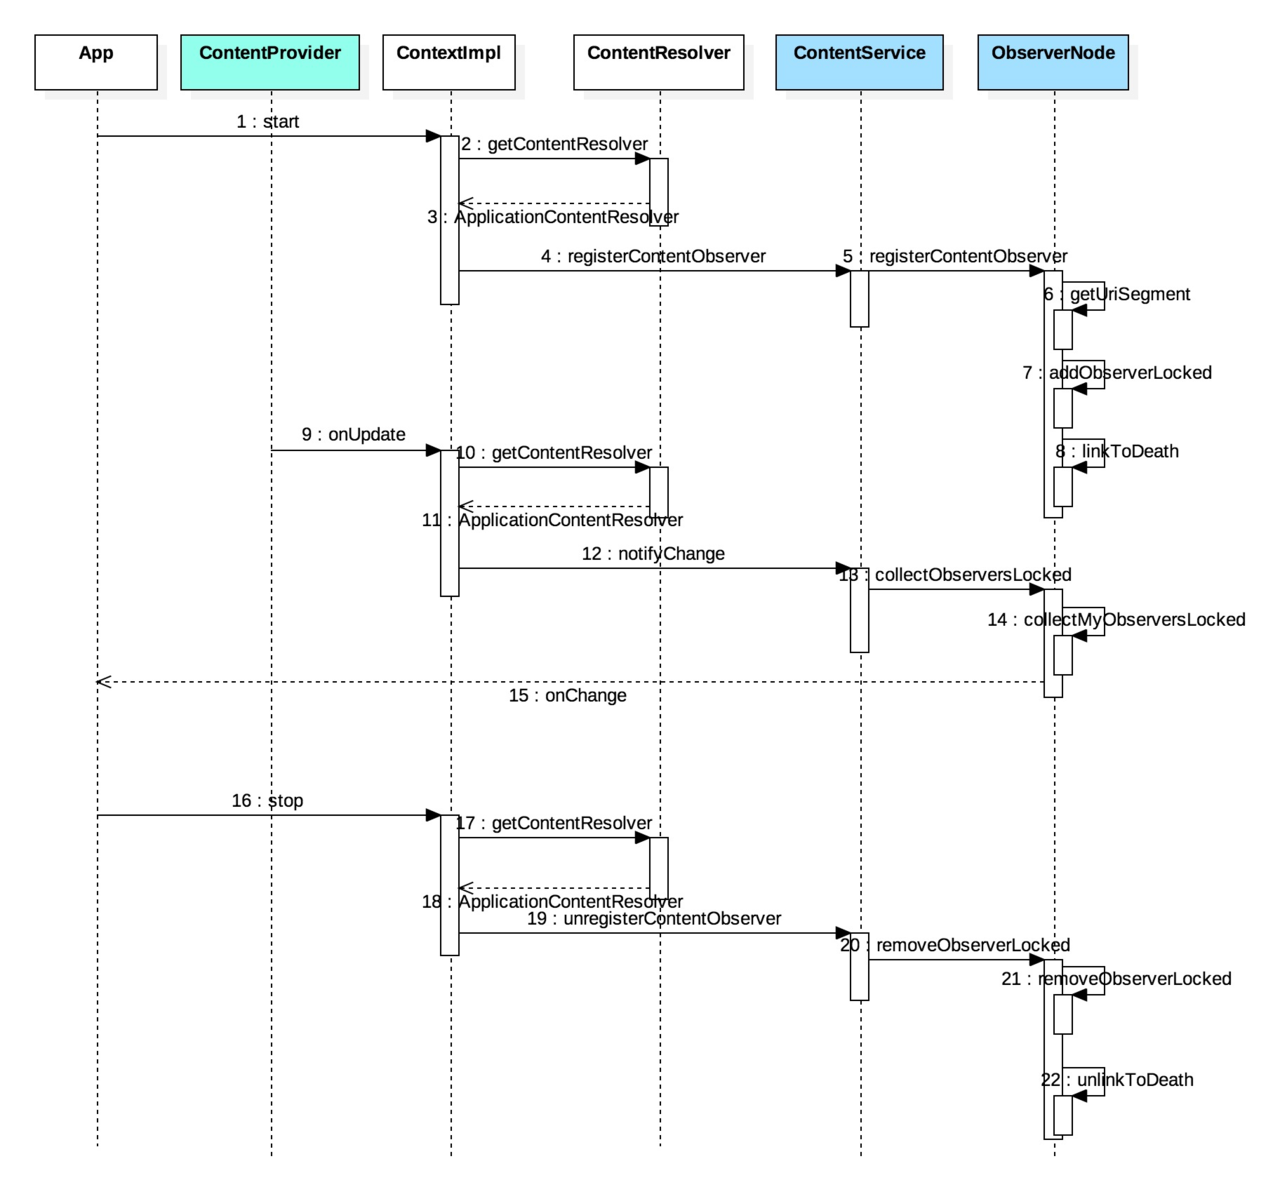 App
ContentProvider
ContextImpl
ContentResolver
ContentService
ObserverNode
1 : start
2 : getContentResolver
3 : ApplicationContentResolver
4 : registerContentObserver
5 : registerContentObserver
6 : getUriSegment
7 : addObserverLocked
9 : onUpdate
10 : getContentResolver
8 : linkToDeath
11 : ApplicationContentResolver
12 : notifyChange
13 : collectObserversLocked
14 : collectMyObserversLocked
15 : onChange
16 : stop
17 : getContentResolver
18 : ApplicationContentResolver
19 : unregisterContentObserver
20 : removeObserverLocked
21 : removeObserverLocked
22 : unlinkToDeath